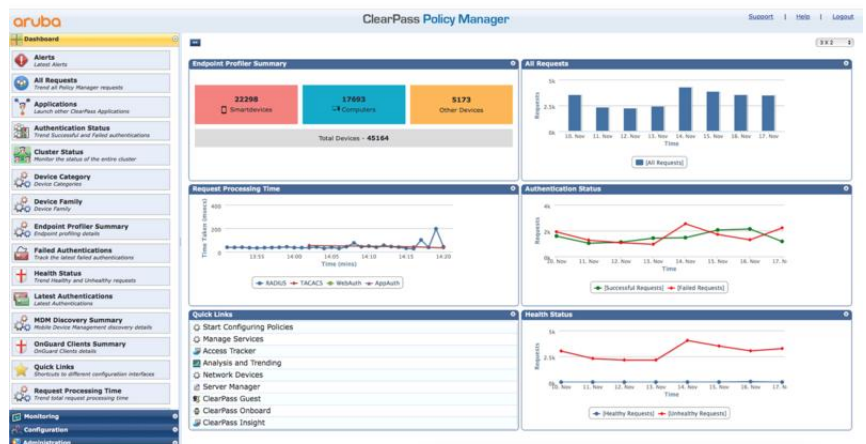 aruba
ClearPass Policy Manager
Support | Help | Logout
Dashboard
Alerts
Latest Alerts
All Requests
Trend all Policy Manager requests
Applications
Launch other ClearPass Applications
Authentication Status
Trend Successful and Failed authentications
Cluster Status
Monitor the status of the entire cluster
Device Category
Device Categories
Device Family
Device Family
Endpoint Profiler Summary
Endpoint profiling details
Failed Authentications
Track the latest failed authentications
Health Status
Trend Healthy and Unhealthy requests
Latest Authentications
Latest Authentications
MDM Discovery Summary
Mobile Device Management discovery details
OnGuard Clients Summary
OnGuard Clients details
Quick Links
Shortcuts to different configuration interfaces
Request Processing Time
Trend total request processing time
Monitoring
Configuration
Administration
3 X 2
Endpoint Profiler Summary
22298
Smartdevices
17693
Computers
5173
Other Devices
Total Devices - 45164
All Requests
Requests
5k
2.5k
0k
10. Nov 11. Nov 12. Nov 13. Nov 14. Nov 15. Nov 16. Nov 17. Nov
Time
[All Requests]
Request Processing Time
Time Taken (msecs)
400
200
0
13:55 14:00 14:05 14:10 14:15 14:20
Time (mins)
RADIUS TACACS WebAuth AppAuth
Authentication Status
Requests
4k
2k
0k
10. Nov 11. Nov 12. Nov 13. Nov 14. Nov 15. Nov 16. Nov 17. N
Time
[Successful Requests] [Failed Requests]
Quick Links
Start Configuring Policies
Manage Services
Access Tracker
Analysis and Trending
Network Devices
Server Manager
ClearPass Guest
ClearPass Onboard
ClearPass Insight
Health Status
Requests
5k
2.5k
0k
10. Nov 11. Nov 12. Nov 13. Nov 14. Nov 15. Nov 16. Nov 17. N
Time
[Healthy Requests] [Unhealthy Requests]